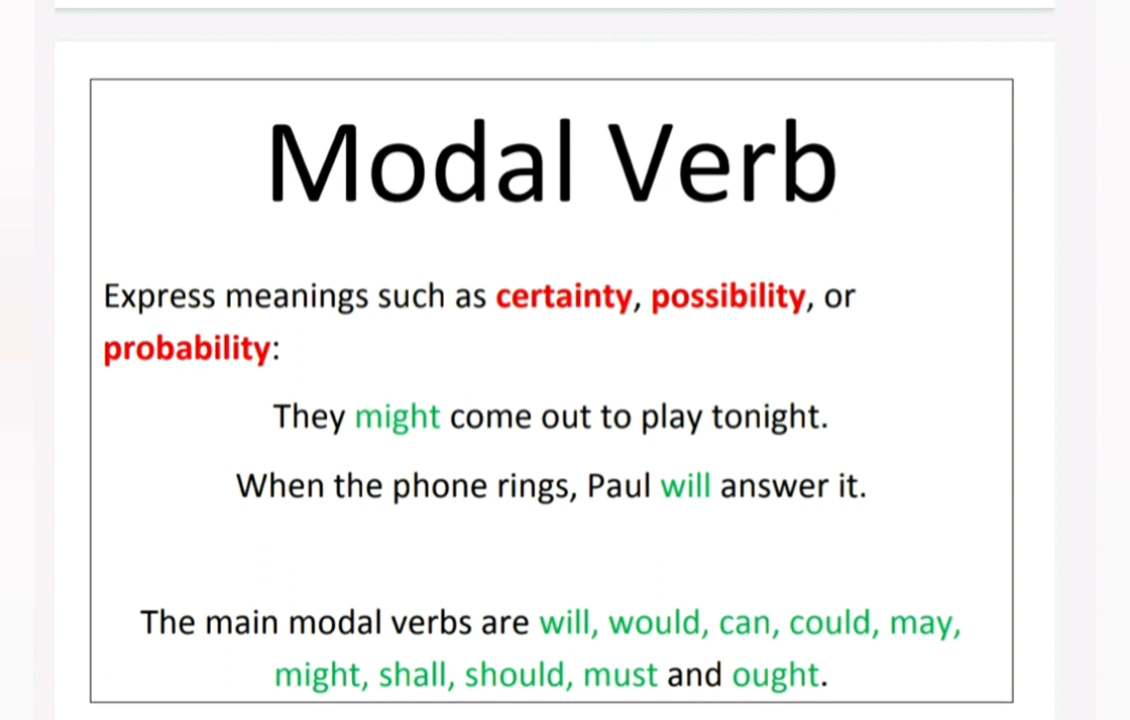 Modal Verb
Express meanings such as certainty, possibility, or
probability:
They might come out to play tonight.
When the phone rings, Paul will answer it.
The main modal verbs are will, would, can, could, may,
might, shall, should, must and ought.